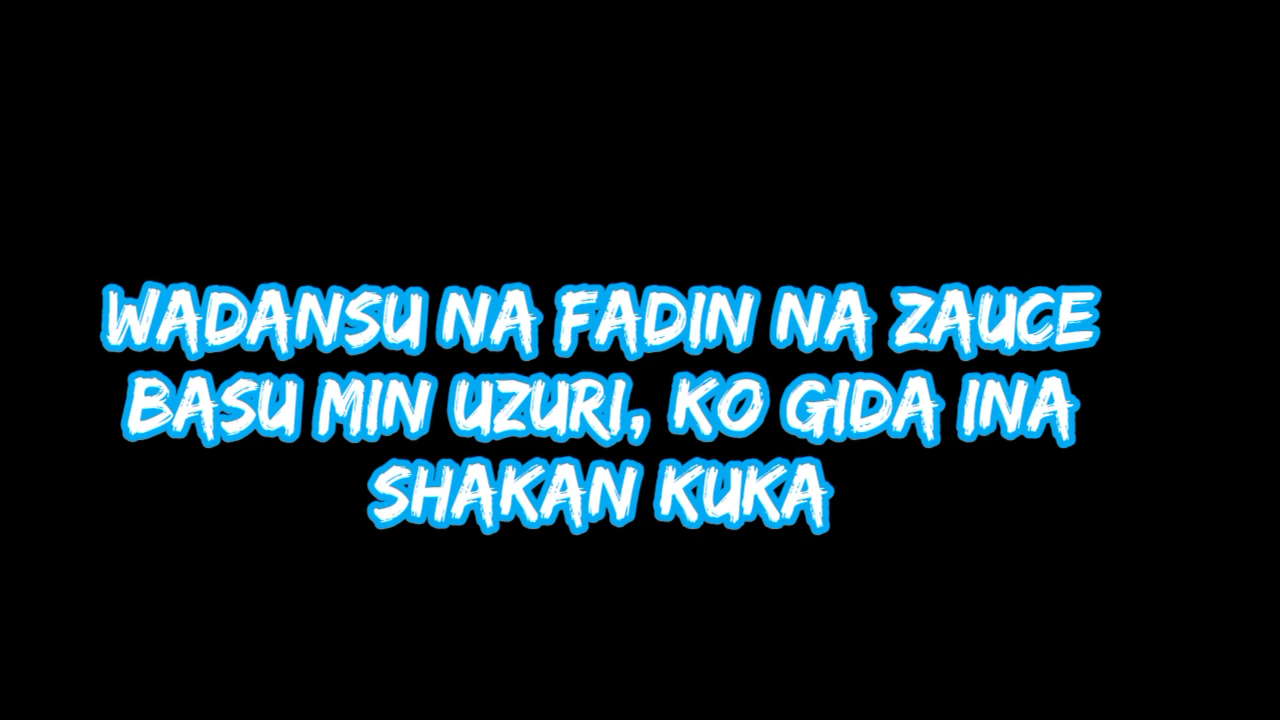 WADANSU NA FADIN NA ZAUCE
BASU MIN UZURI, KO GIDA INA
SHAKAN KUKA